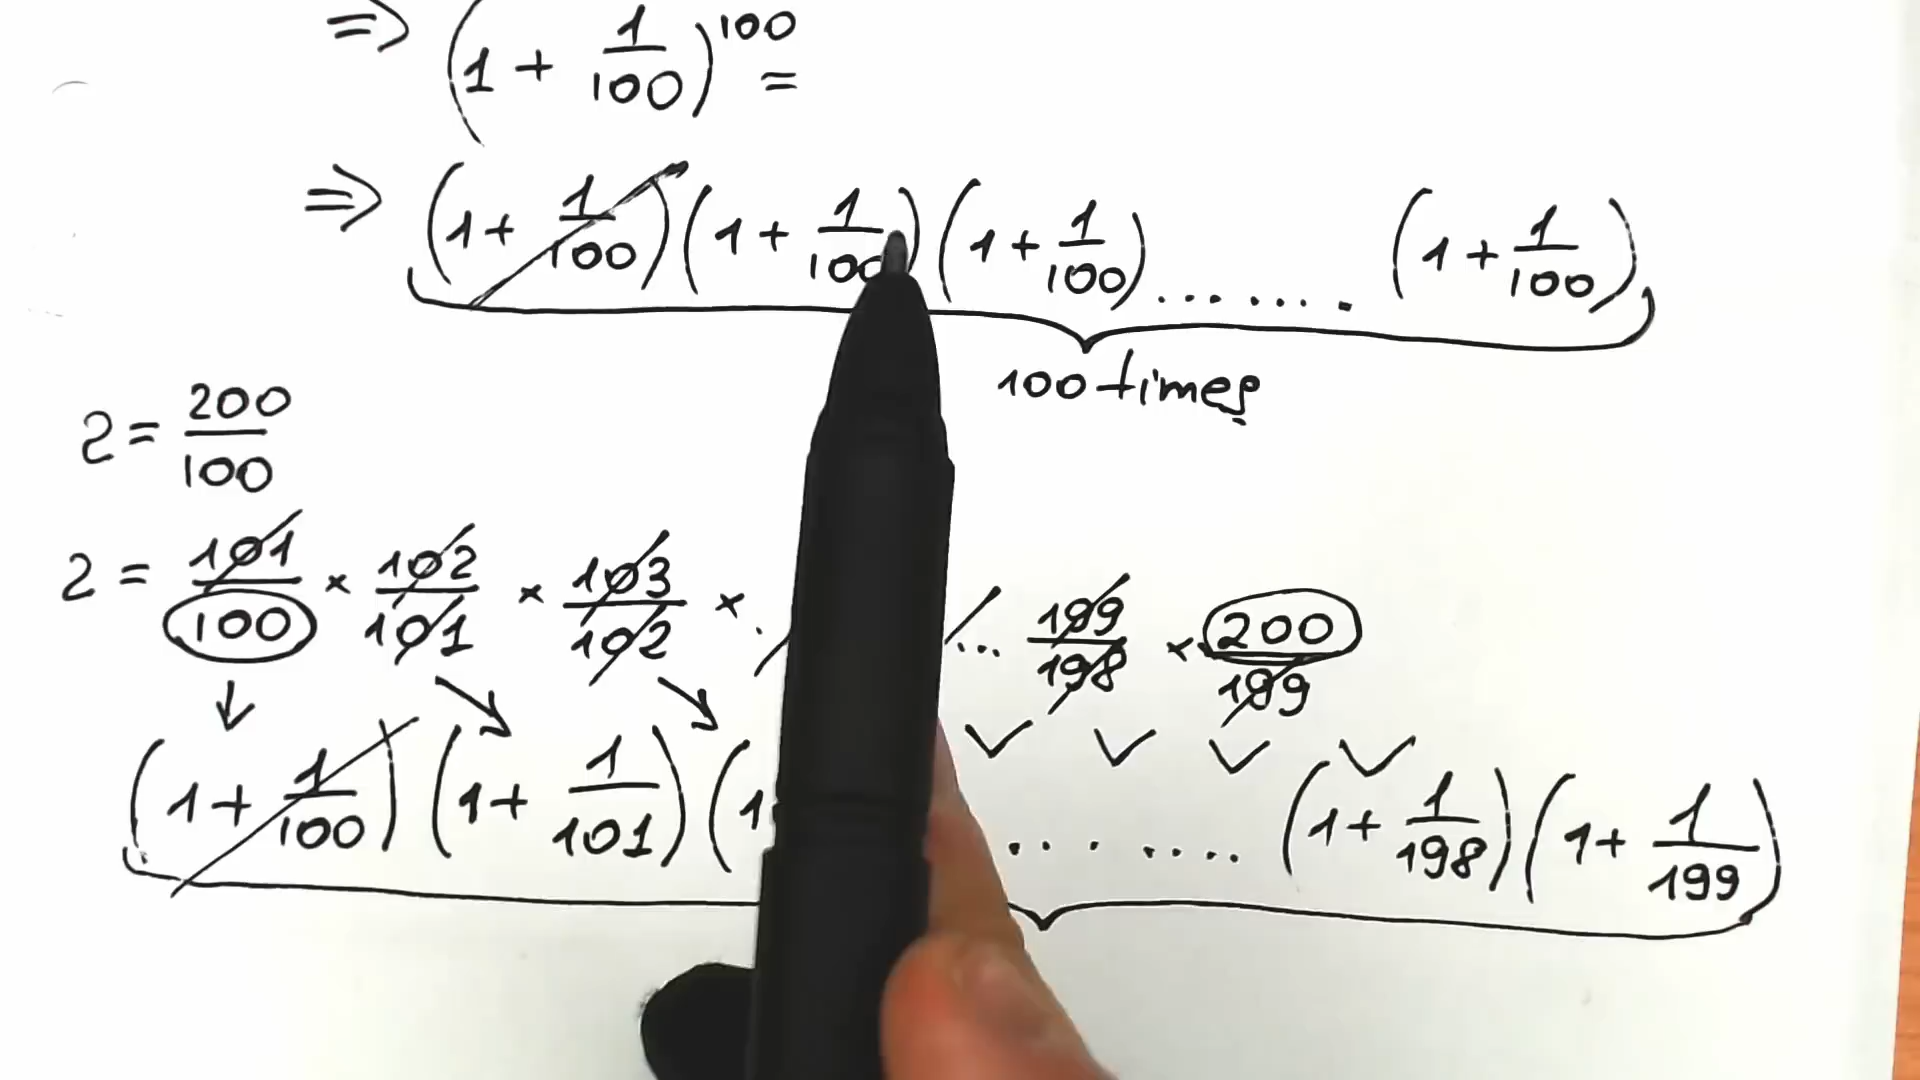 => (1 + 1/100)^100 =
=> (1 + 1/100) (1 + 1/100) (1 + 1/100) ....... (1 + 1/100)
100 times
2 = 200/100
2 = 101/100 × 102/101 × 103/102 × . ... 199/198 × 200/199
(1 + 1/100) (1 + 1/101) (1 ........ (1 + 1/198) (1 + 1/199)